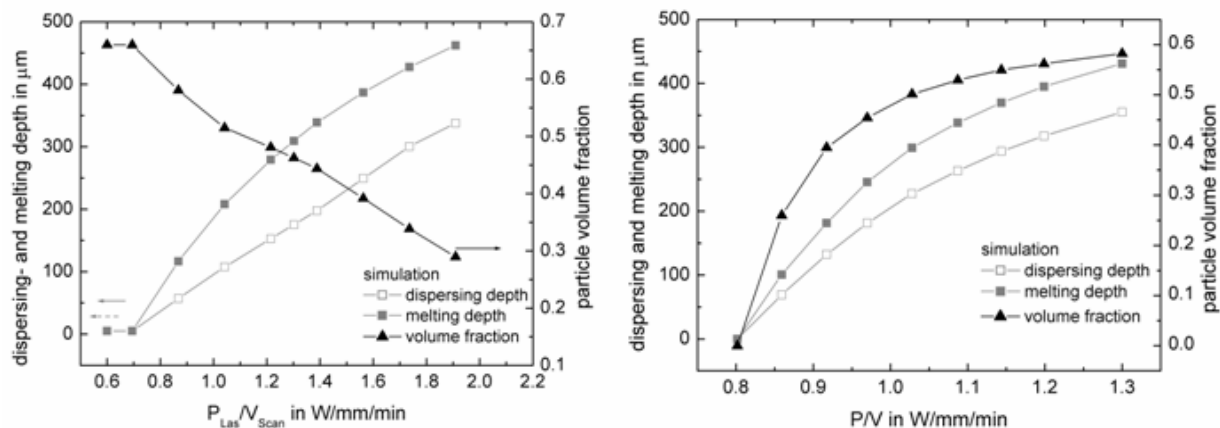 dispersing- and melting depth in μm
500
400
300
200
100
0
0.6 0.8 1.0 1.2 1.4 1.6 1.8 2.0 2.2
P_Las/V_Scan in W/mm/min
0.7
0.6
0.5
0.4
0.3
0.2
0.1
particle volume fraction
simulation
dispersing depth
melting depth
volume fraction
dispersing and melting depth in μm
500
400
300
200
100
0
0.8 0.9 1.0 1.1 1.2 1.3
P/V in W/mm/min
0.6
0.5
0.4
0.3
0.2
0.1
0.0
particle volume fraction
simulation
dispersing depth
melting depth
volume fraction